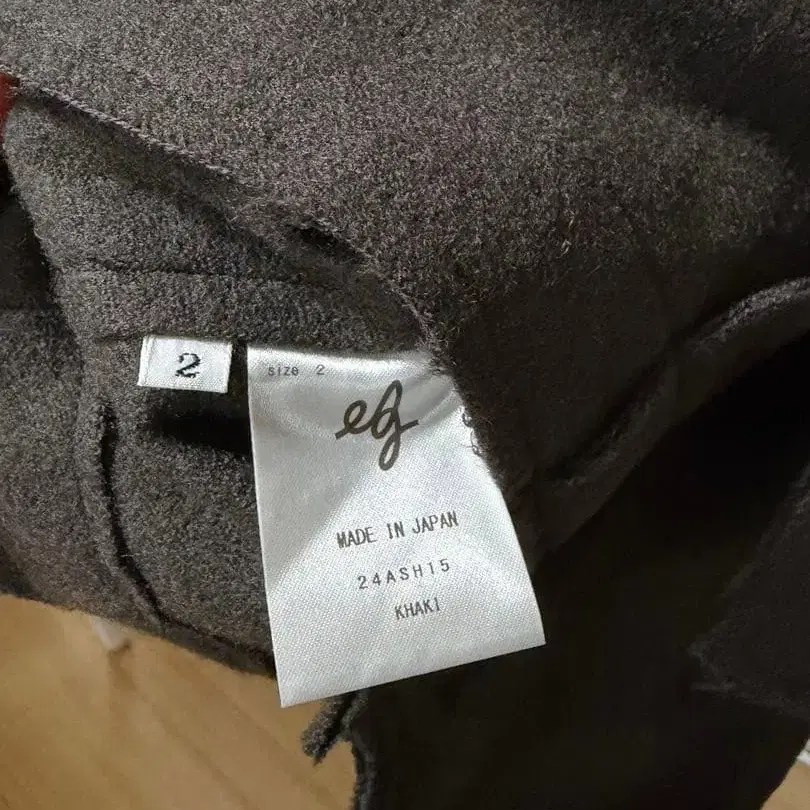 2
size 2
eg
MADE IN JAPAN
24ASH15
KHAKI